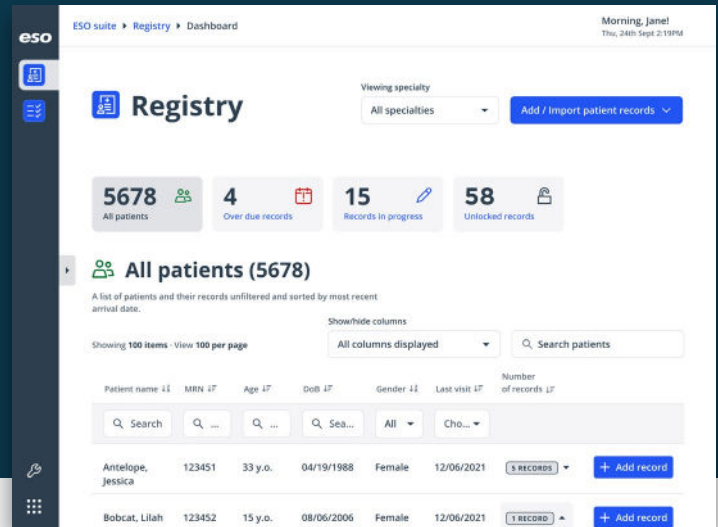 eso
ESO suite ▸ Registry ▸ Dashboard
Morning, Jane!
Thu, 24th Sept 2:19PM
Registry
Viewing specialty
All specialties
Add / Import patient records
5678
All patients
4
Over due records
15
Records in progress
58
Unlocked records
All patients (5678)
A list of patients and their records unfiltered and sorted by most recent
arrival date.
Showing 100 items · View 100 per page
Show/hide columns
All columns displayed
Search patients
Patient name MRN Age DoB Gender Last visit Number
of records
Search ... ... Sea... All Cho...
Antelope, 123451 33 y.o. 04/19/1988 Female 12/06/2021 5 RECORDS + Add record
Jessica
Bobcat, Lilah 123452 15 y.o. 08/06/2006 Female 12/06/2021 1 RECORD + Add record